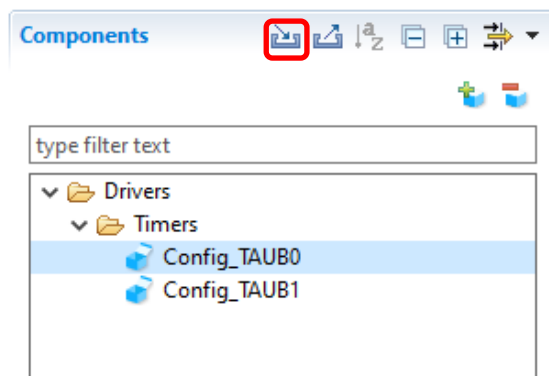 Components
type filter text
Drivers
Timers
Config_TAUB0
Config_TAUB1